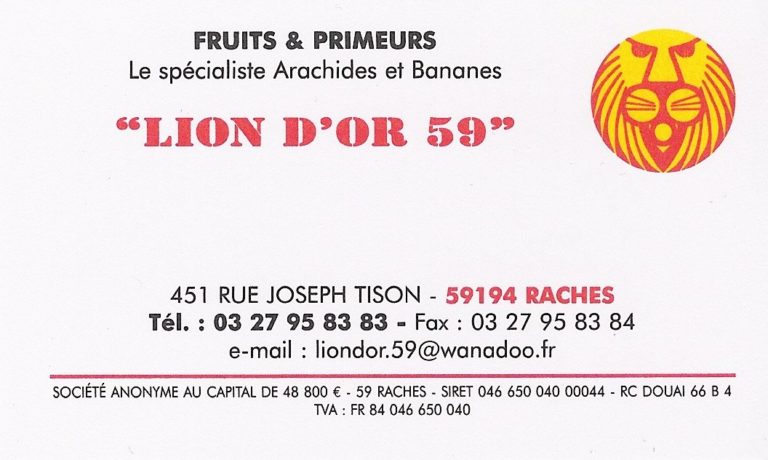 FRUITS & PRIMEURS
Le spécialiste Arachides et Bananes
“LION D’OR 59”
451 RUE JOSEPH TISON - 59194 RACHES
Tél. : 03 27 95 83 83 - Fax : 03 27 95 83 84
e-mail : liondor.59@wanadoo.fr
SOCIÉTÉ ANONYME AU CAPITAL DE 48 800 € - 59 RACHES - SIRET 046 650 040 00044 - RC DOUAI 66 B 4
TVA : FR 84 046 650 040